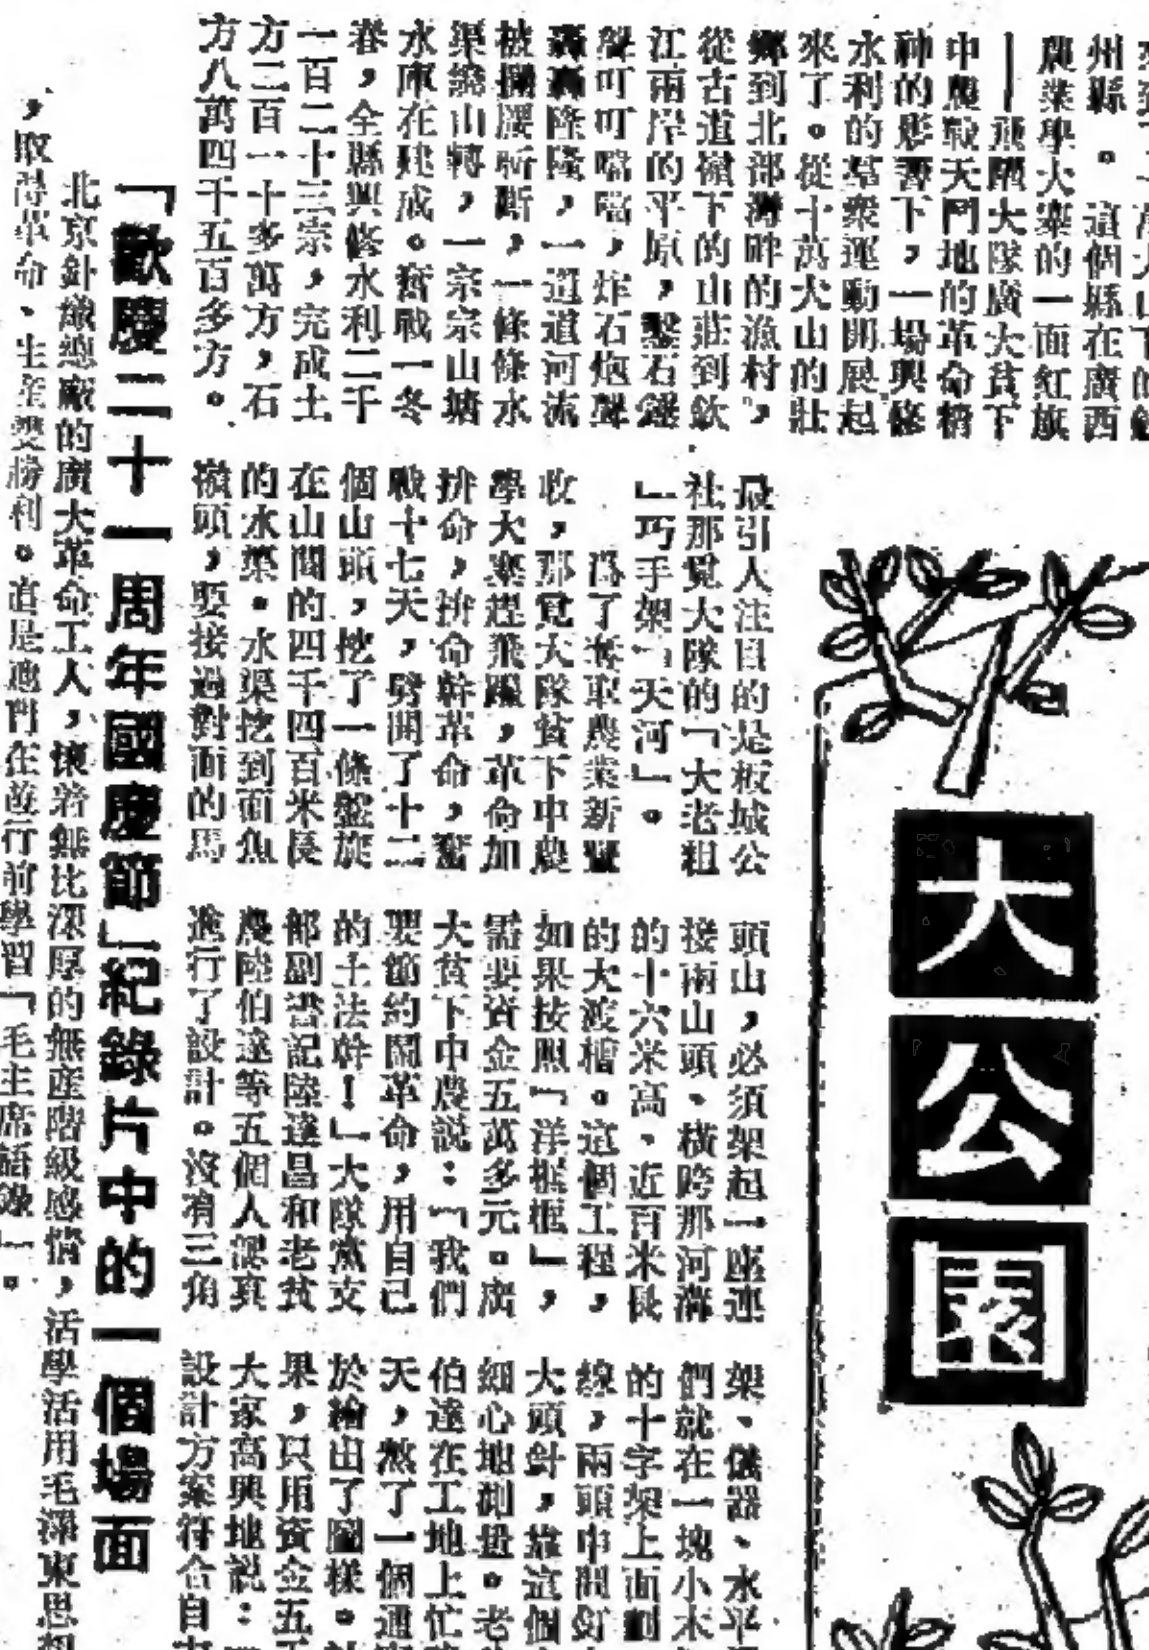 大公園
州縣。這個縣在廣西
農業學大寨的一面紅旗
——燕隴大隊廣大貧下
中農戰天鬥地的革命精
神的影響下,一場興修
水利的羣衆運動開展起
來了。從十萬大山的壯
鄉到北部灣畔的漁村,
從古道嶺下的山莊到欽
江兩岸的平原,鑿石鐘
聲叮叮噹噹,炸石炮聲
轟轟隆隆,一道道河流
被攔腰斬斷,一條條水
渠繞山轉,一宗宗山塘
水庫在建成。奮戰一冬
春,全縣興修水利二千
一百二十三宗,完成土
方二百一十多萬方,石
方八萬四千五百多方。
最引人注目的是板城公
社那覺大隊的「大老粗
」巧手架「天河」。
爲了奪取農業新豐
收,那覺大隊貧下中農
學大寨趕飛躍,革命加
拚命,拚命幹革命,奮
戰十七天,劈開了十二
個山頭,挖了一條盤旋
在山間的四千四百米長
的水渠。水渠挖到面魚
嶺頭,要接過對面的馬
頭山,必須架起一座連
接兩山頭、橫跨那河溝
的十六米高、近百米長
的大渡槽。這個工程,
如果按照「洋框框」,
需要資金五萬多元。廣
大貧下中農説:「我們
要節約鬧革命,用自己
的土法幹!」大隊黨支
部副書記陸達昌和老貧
農陸伯遠等五個人認真
進行了設計。沒有三角
架、儀器、水平
們就在一塊小木
的十字架上面劃
線,兩頭中間釘
大頭針,靠這個
細心地測量。老
伯遠在工地上忙
天,熬了一個通
於繪出了圖樣。
果,只用資金五
大家高興地説:
設計方案符合自
「歡慶二十一周年國慶節」紀錄片中的一個場面
北京針織總廠的廣大革命工人,懷着無比深厚的無産階級感情,活學活用毛澤東思想
,取得革命、生産雙勝利。這是他們在遊行前學習「毛主席語錄」。